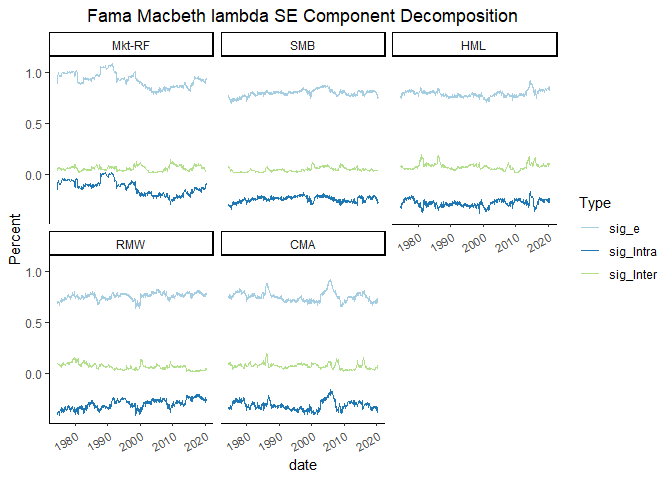 Fama Macbeth lambda SE Component Decomposition
Mkt-RF SMB HML
1.0
0.5
0.0
1980 1990 2000 2010 2020
RMW CMA
1.0
0.5
0.0
1980 1990 2000 2010 2020 1980 1990 2000 2010 2020
Percent
date
Type
sig_e
sig_Intra
sig_Inter